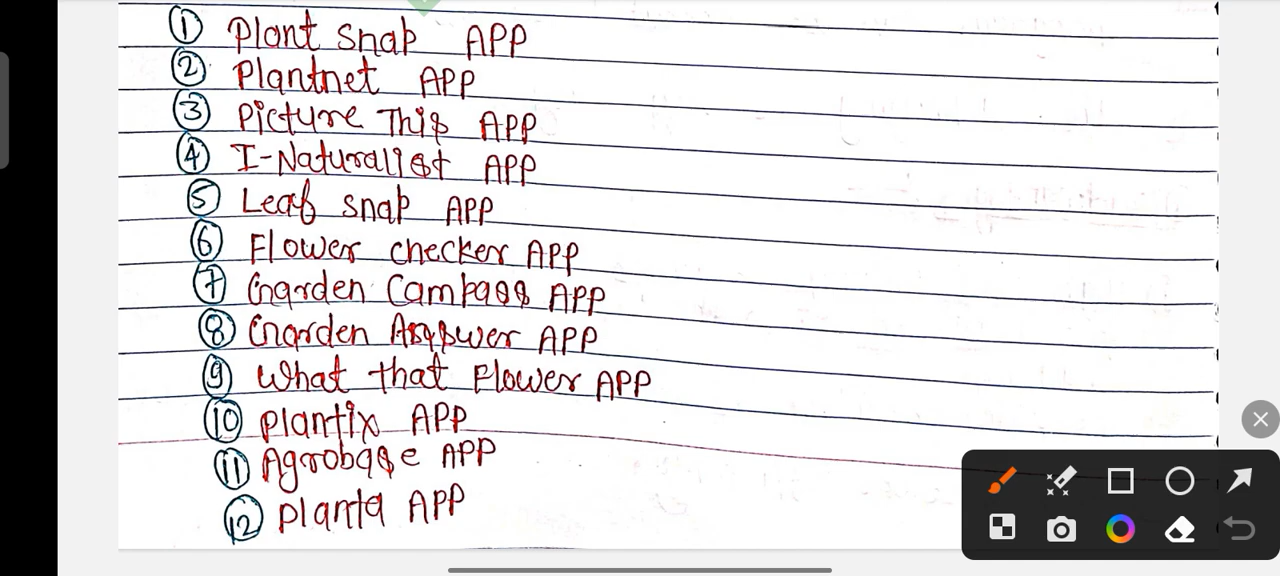 ① Plant Snap APP
② Plantnet APP
③ Picture This APP
④ I-Naturalist APP
⑤ Leaf snap APP
⑥ Flower checker APP
⑦ Garden Campass APP
⑧ Garden Answer APP
⑨ What that Flower APP
⑩ Plantix APP
⑪ Agrobase APP
⑫ Planta APP